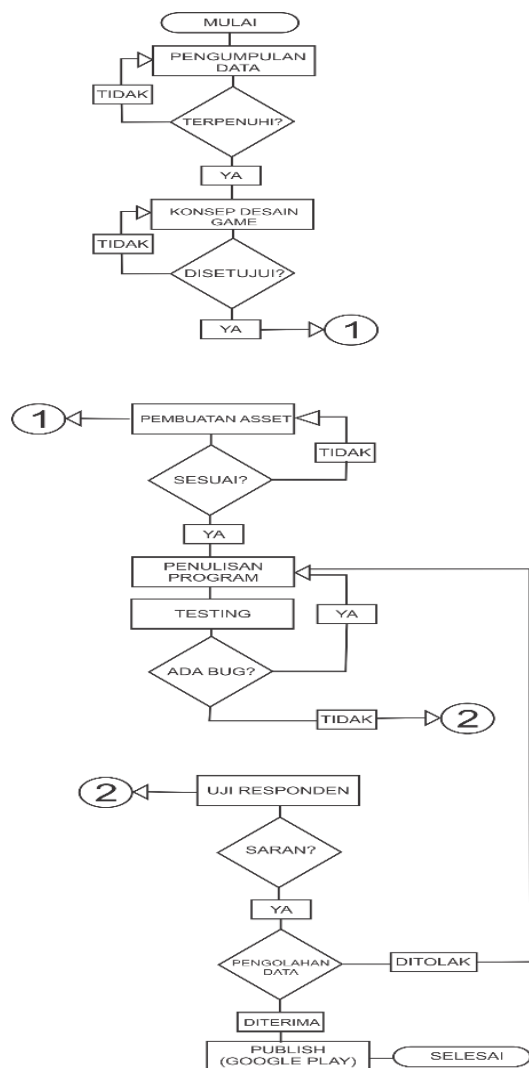 MULAI
PENGUMPULAN
DATA
TIDAK
TERPENUHI?
YA
KONSEP DESAIN
GAME
TIDAK
DISETUJUI?
YA
1
1
PEMBUATAN ASSET
TIDAK
SESUAI?
YA
PENULISAN
PROGRAM
TESTING
YA
ADA BUG?
TIDAK
2
2
UJI RESPONDEN
SARAN?
YA
PENGOLAHAN
DATA
DITOLAK
DITERIMA
PUBLISH
(GOOGLE PLAY)
SELESAI